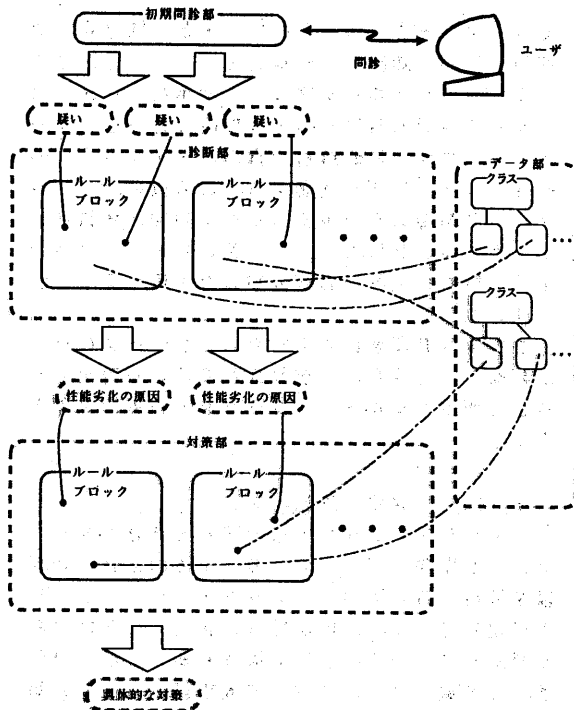 初期問診部
ユーザ
問診
疑い
疑い
疑い
診断部
データ部
ルール
ブロック
ルール
ブロック
クラス
クラス
性能劣化の原因
性能劣化の原因
対策部
ルール
ブロック
ルール
ブロック
具体的な対策